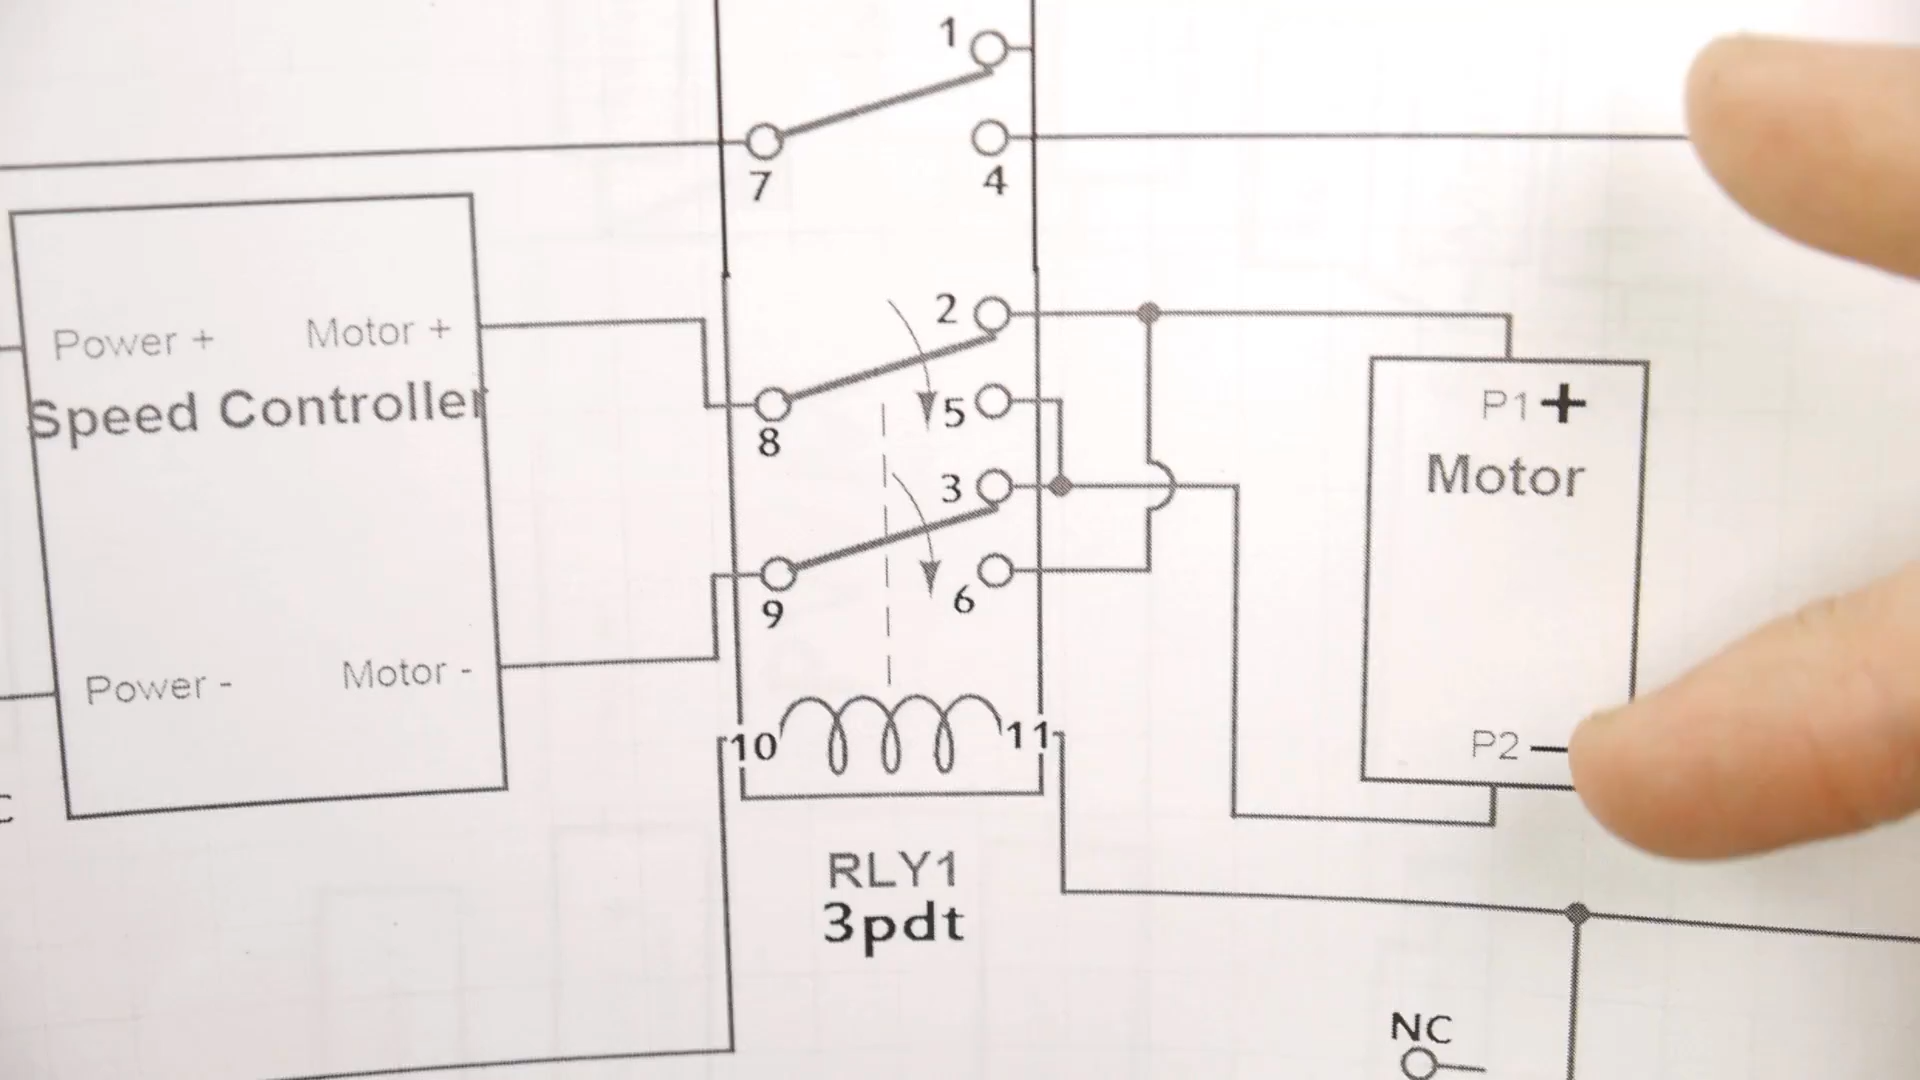 1
7
4
Power + Motor +
Speed Controller
2
8
5
P1 +
Motor
3
9
6
Power - Motor -
10
11
P2 —
RLY1
3pdt
NC